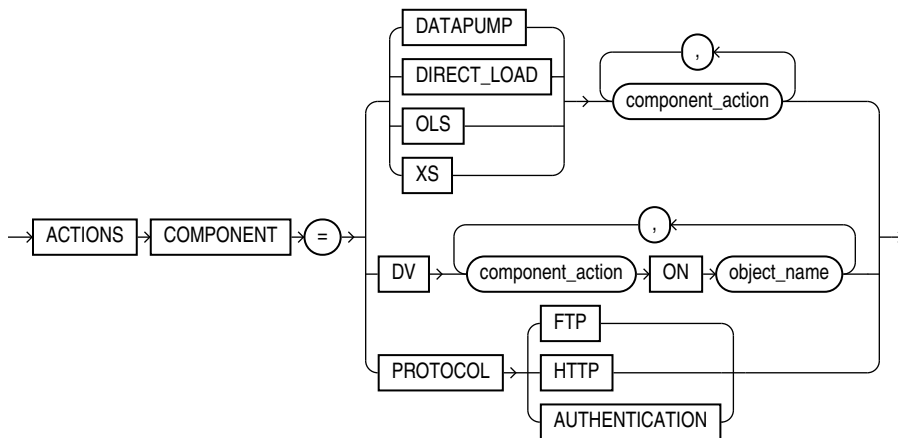 DATAPUMP
,
DIRECT_LOAD
component_action
OLS
XS
ACTIONS COMPONENT =
,
DV component_action ON object_name
FTP
PROTOCOL HTTP
AUTHENTICATION